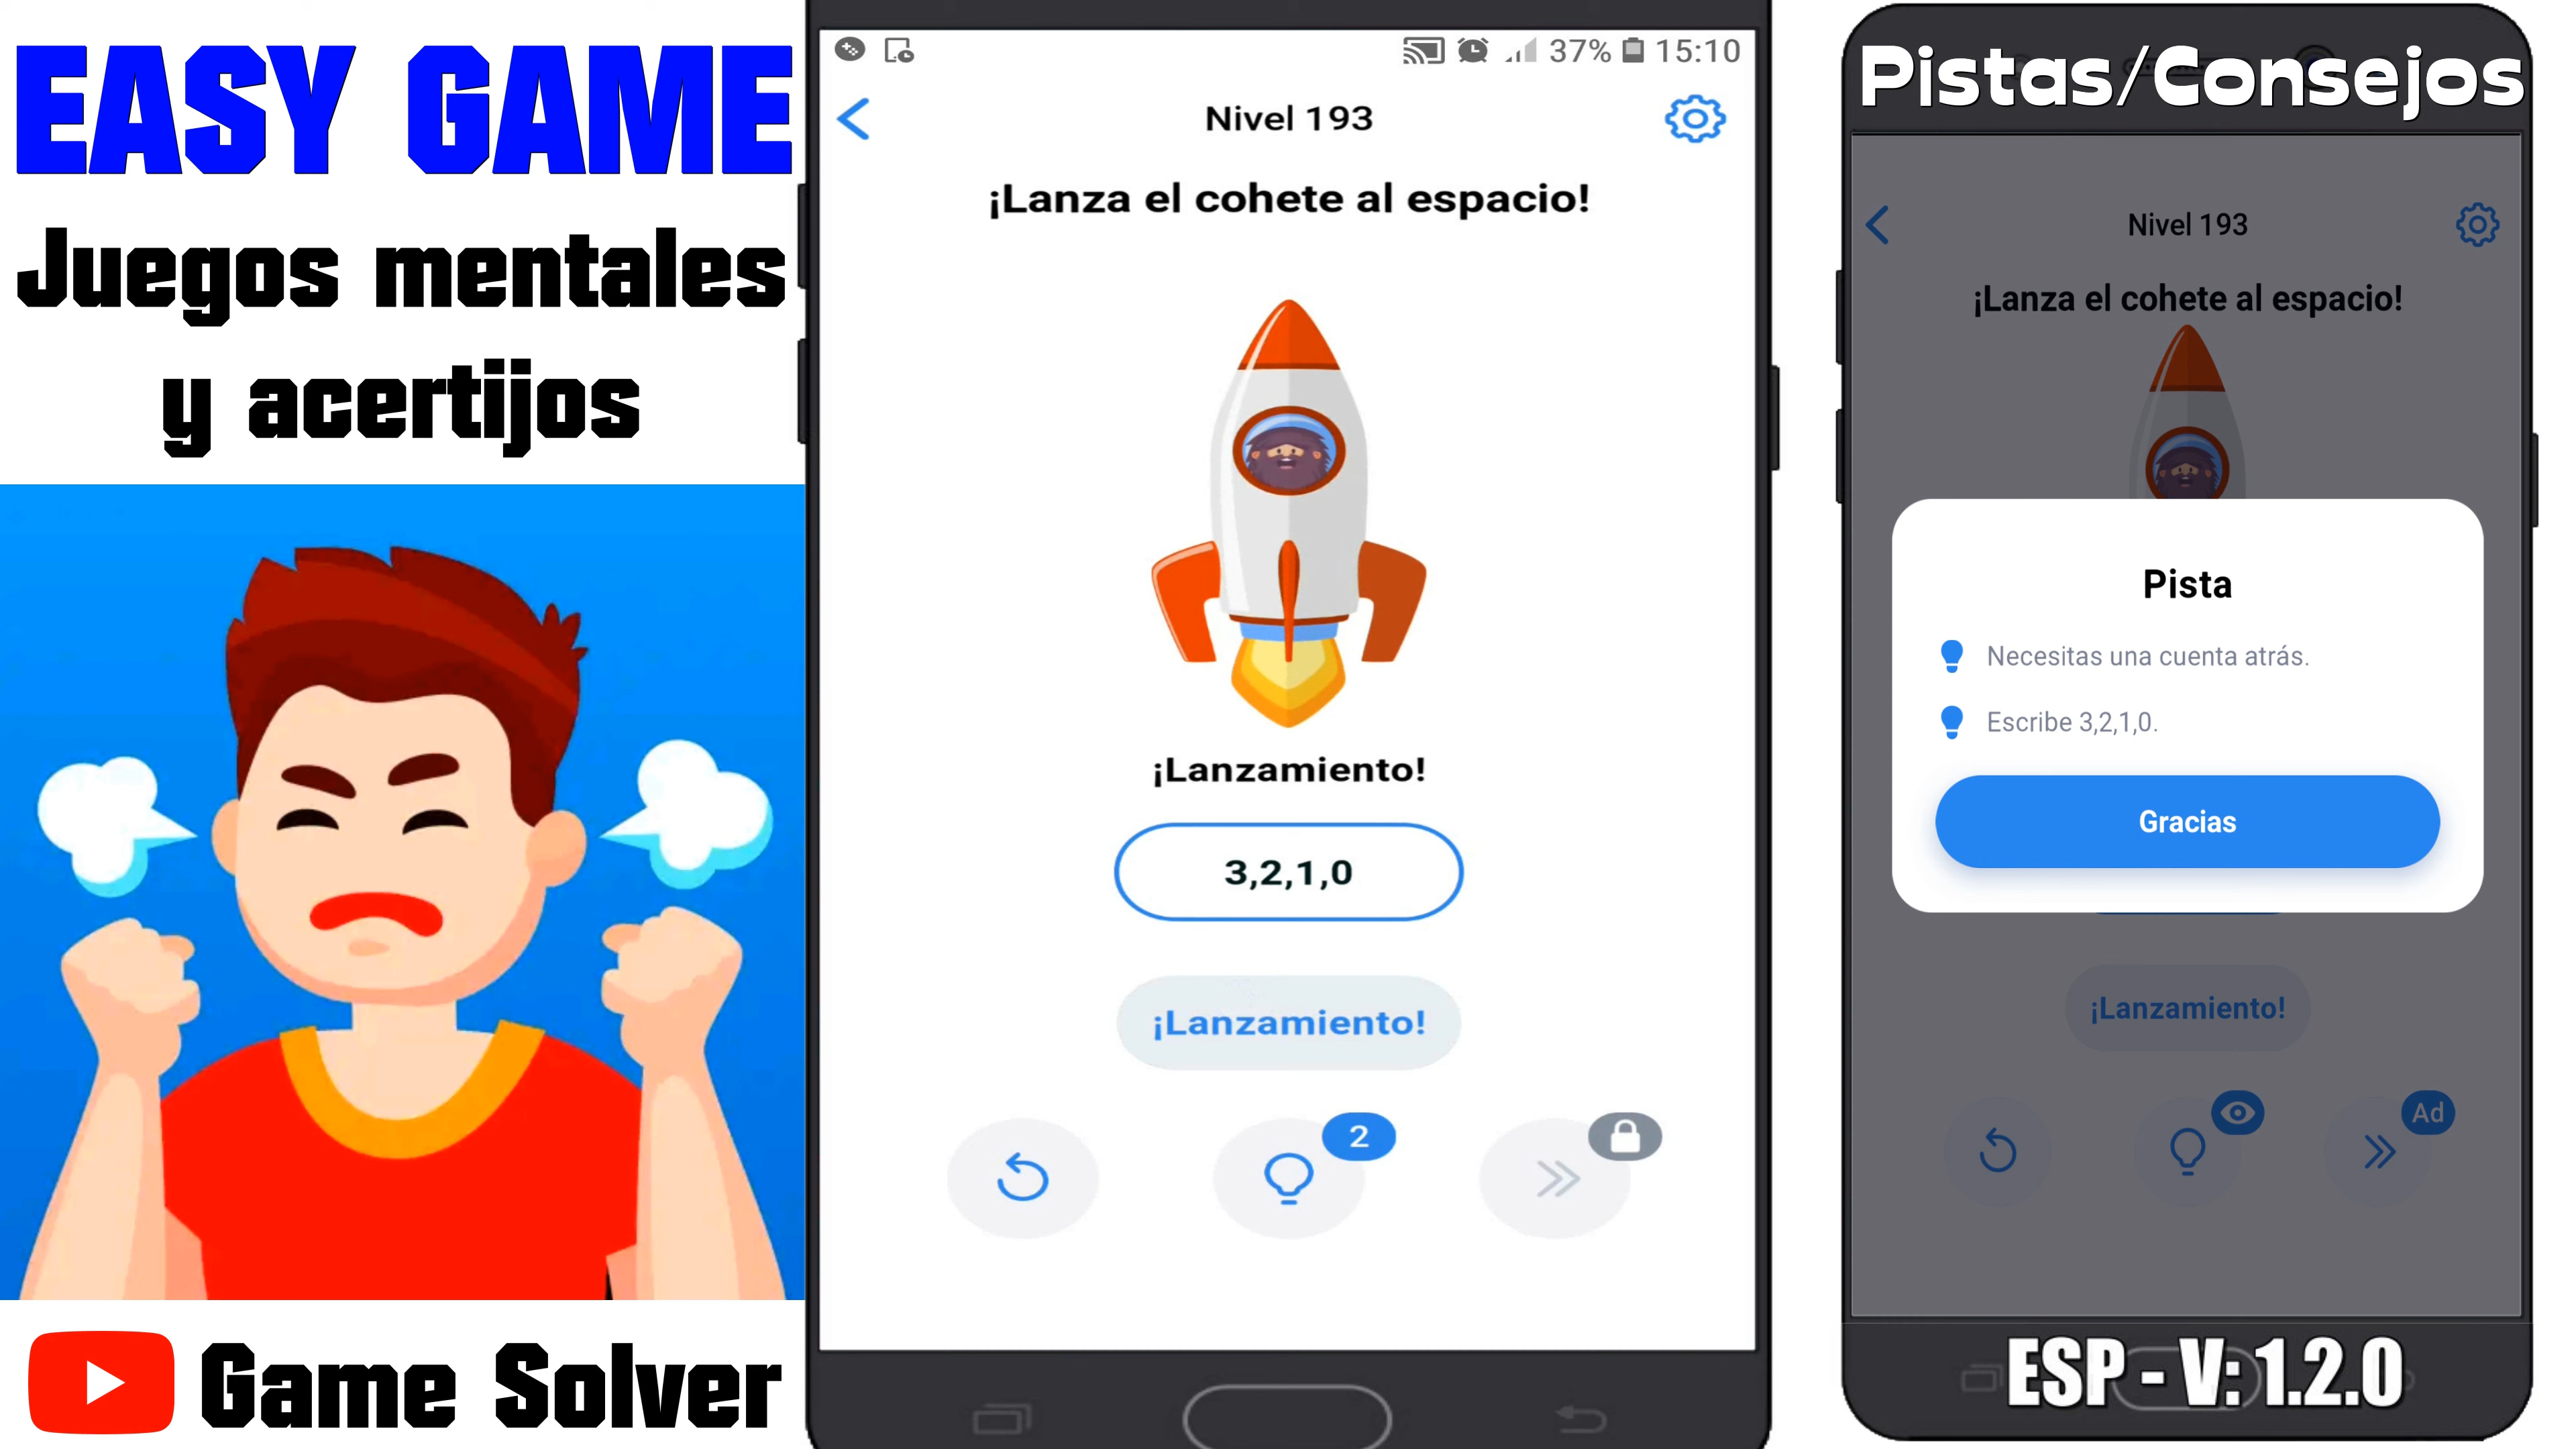 EASY GAME
Juegos mentales
y acertijos
Game Solver
37% 15:10
Nivel 193
¡Lanza el cohete al espacio!
¡Lanzamiento!
3,2,1,0
¡Lanzamiento!
2
Pistas/Consejos
Nivel 193
¡Lanza el cohete al espacio!
Pista
Necesitas una cuenta atrás.
Escribe 3,2,1,0.
Gracias
¡Lanzamiento!
Ad
ESP - V: 1.2.0